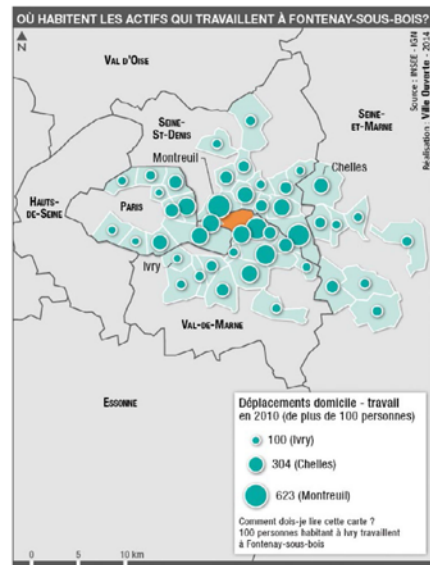 OÙ HABITENT LES ACTIFS QUI TRAVAILLENT À FONTENAY-SOUS-BOIS?
N
VAL D'OISE
SEINE-
ST-DENIS
SEINE-
ET-MARNE
Source : INSEE - IGN
Réalisation : Ville Ouverte - 2014
Montreuil
Chelles
HAUTS-
DE-SEINE
PARIS
Ivry
VAL-DE-MARNE
ESSONNE
Déplacements domicile - travail
en 2010 (de plus de 100 personnes)
100 (Ivry)
304 (Chelles)
623 (Montreuil)
Comment dois-je lire cette carte ?
100 personnes habitant à Ivry travaillent
à Fontenay-sous-bois
0 5 10 km